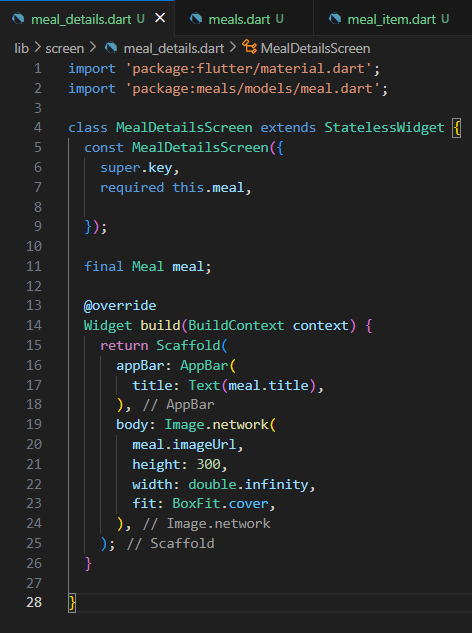 meal_details.dart U × meals.dart U meal_item.dart U
lib > screen > meal_details.dart > MealDetailsScreen
1 import 'package:flutter/material.dart';
2 import 'package:meals/models/meal.dart';
3
4 class MealDetailsScreen extends StatelessWidget {
5   const MealDetailsScreen({
6     super.key,
7     required this.meal,
8
9   });
10
11   final Meal meal;
12
13   @override
14   Widget build(BuildContext context) {
15     return Scaffold(
16       appBar: AppBar(
17         title: Text(meal.title),
18       ), // AppBar
19       body: Image.network(
20         meal.imageUrl,
21         height: 300,
22         width: double.infinity,
23         fit: BoxFit.cover,
24       ), // Image.network
25     ); // Scaffold
26   }
27
28 }